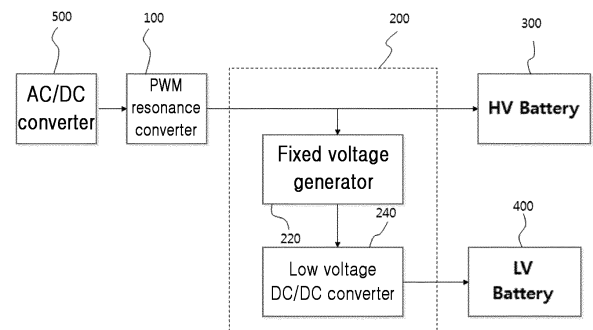 500
100
200
300
AC/DC
converter
PWM
resonance
converter
HV Battery
Fixed voltage
generator
220
240
400
Low voltage
DC/DC converter
LV
Battery